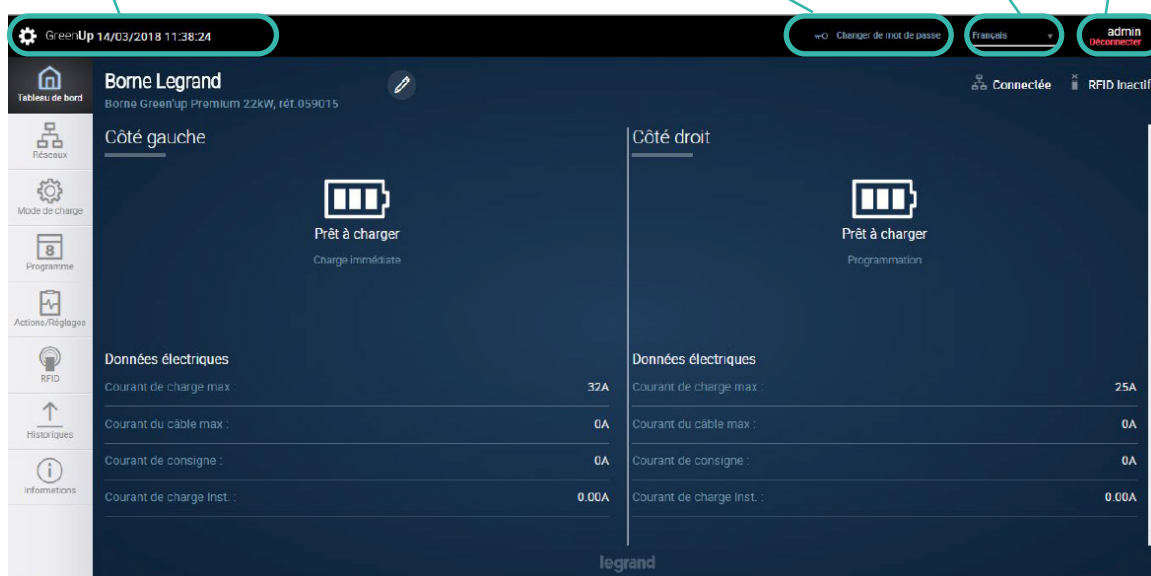 GreenUp 14/03/2018 11:38:24
Changer de mot de passe
Français
admin
Déconnecter
Tableau de bord
Borne Legrand
Borne Green'up Premium 22kW, réf.059015
Connectée
RFID Inactif
Réseaux
Mode de charge
8
Programme
Actions/Réglages
RFID
Historiques
Informations
Côté gauche
Prêt à charger
Charge immédiate
Données électriques
Courant de charge max : 32A
Courant du câble max : 0A
Courant de consigne : 0A
Courant de charge Inst. : 0.00A
Côté droit
Prêt à charger
Programmation
Données électriques
Courant de charge max : 25A
Courant du câble max : 0A
Courant de consigne : 0A
Courant de charge Inst. : 0.00A
legrand